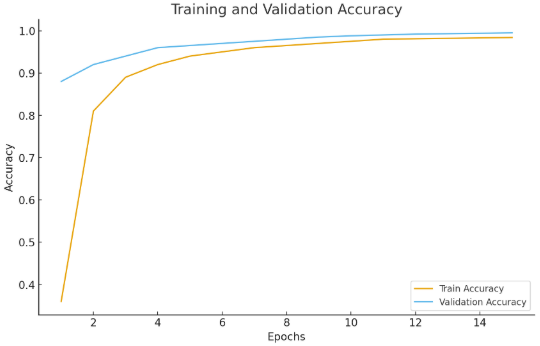 Training and Validation Accuracy
Accuracy
1.0
0.9
0.8
0.7
0.6
0.5
0.4
2 4 6 8 10 12 14
Epochs
Train Accuracy
Validation Accuracy